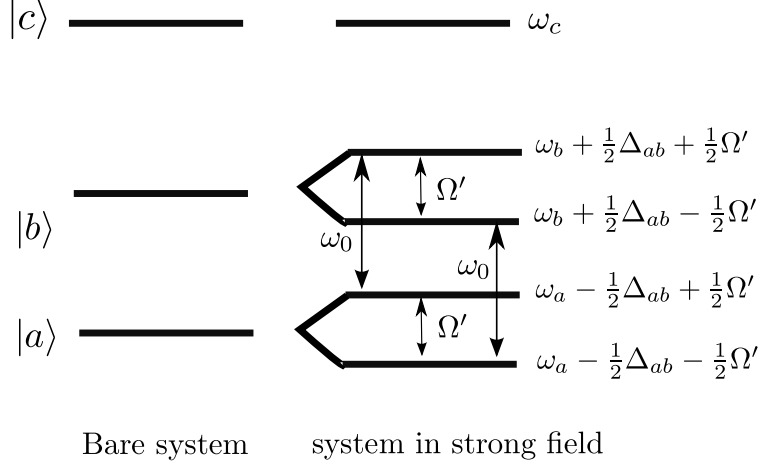 |c⟩ ω_c
ω_b + ½Δ_ab + ½Ω′
Ω′
|b⟩ ω_b + ½Δ_ab − ½Ω′
ω_0
ω_0
ω_a − ½Δ_ab + ½Ω′
|a⟩ Ω′
ω_a − ½Δ_ab − ½Ω′
Bare system system in strong field